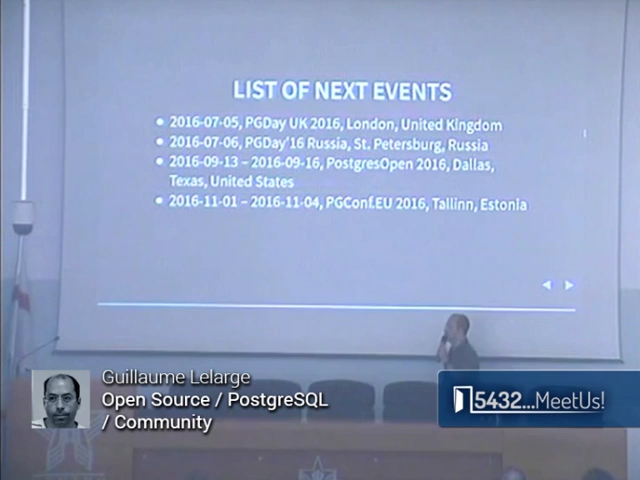 LIST OF NEXT EVENTS
2016-07-05, PGDay UK 2016, London, United Kingdom
2016-07-06, PGDay'16 Russia, St. Petersburg, Russia
2016-09-13 – 2016-09-16, PostgresOpen 2016, Dallas,
Texas, United States
2016-11-01 – 2016-11-04, PGConf.EU 2016, Tallinn, Estonia
Guillaume Lelarge
Open Source / PostgreSQL
/ Community
5432...MeetUs!